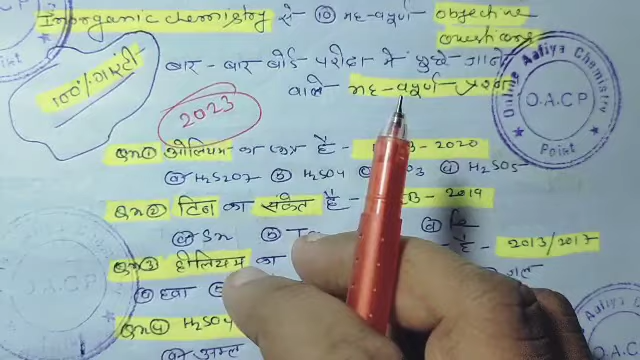 Inorganic chemistry से ⑩ महत्वपूर्ण objective
questions
बार-बार बोर्ड परीक्षा में पुछे जाने
वाले महत्वपूर्ण प्रश्न
100% गारंटी
2023
Qn① ओलियम का सूत्र है - 2020
ⓐ H2S2O7 ⓑ H2SO4 ⓓ H2SO5
Qn② टिन का संकेत है - 2019
ⓐ Sn ⓑ
Qn③ हीलियम का है - 2013/2017
ⓐ हवा
Qn④ H2SO4
ⓐ अम्ल
Online Aaliya Chemistry
O.A.C.P
Point
O.A.C.P